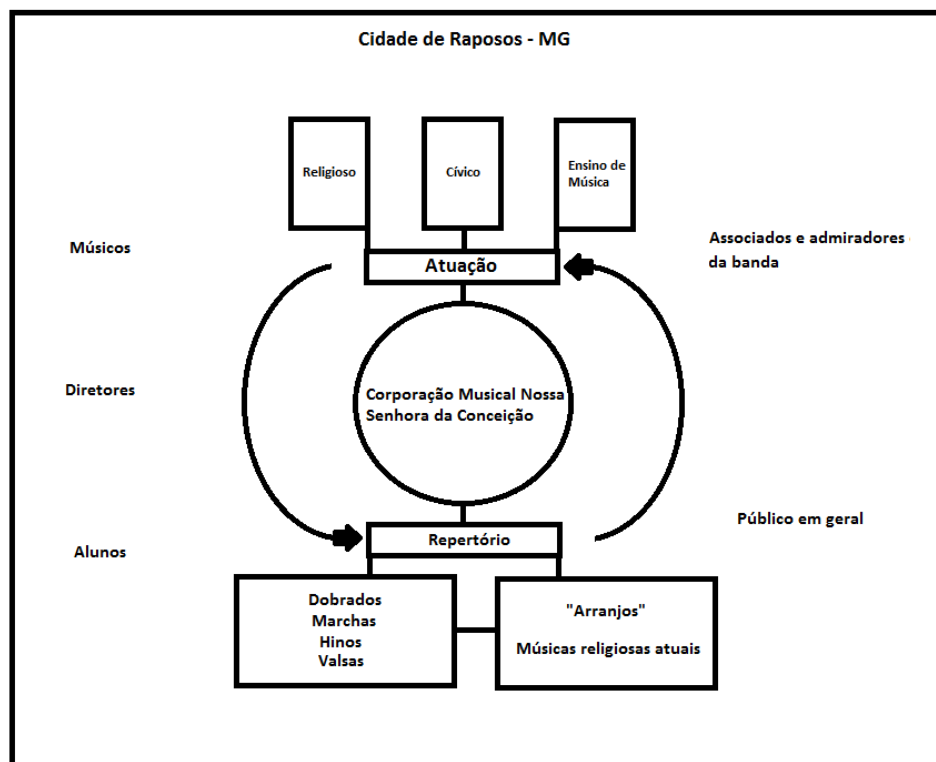 Cidade de Raposos - MG
Religioso
Cívico
Ensino de
Música
Músicos
Atuação
Associados e admiradores
da banda
Diretores
Corporação Musical Nossa
Senhora da Conceição
Público em geral
Alunos
Repertório
Dobrados
Marchas
Hinos
Valsas
"Arranjos"
Músicas religiosas atuais